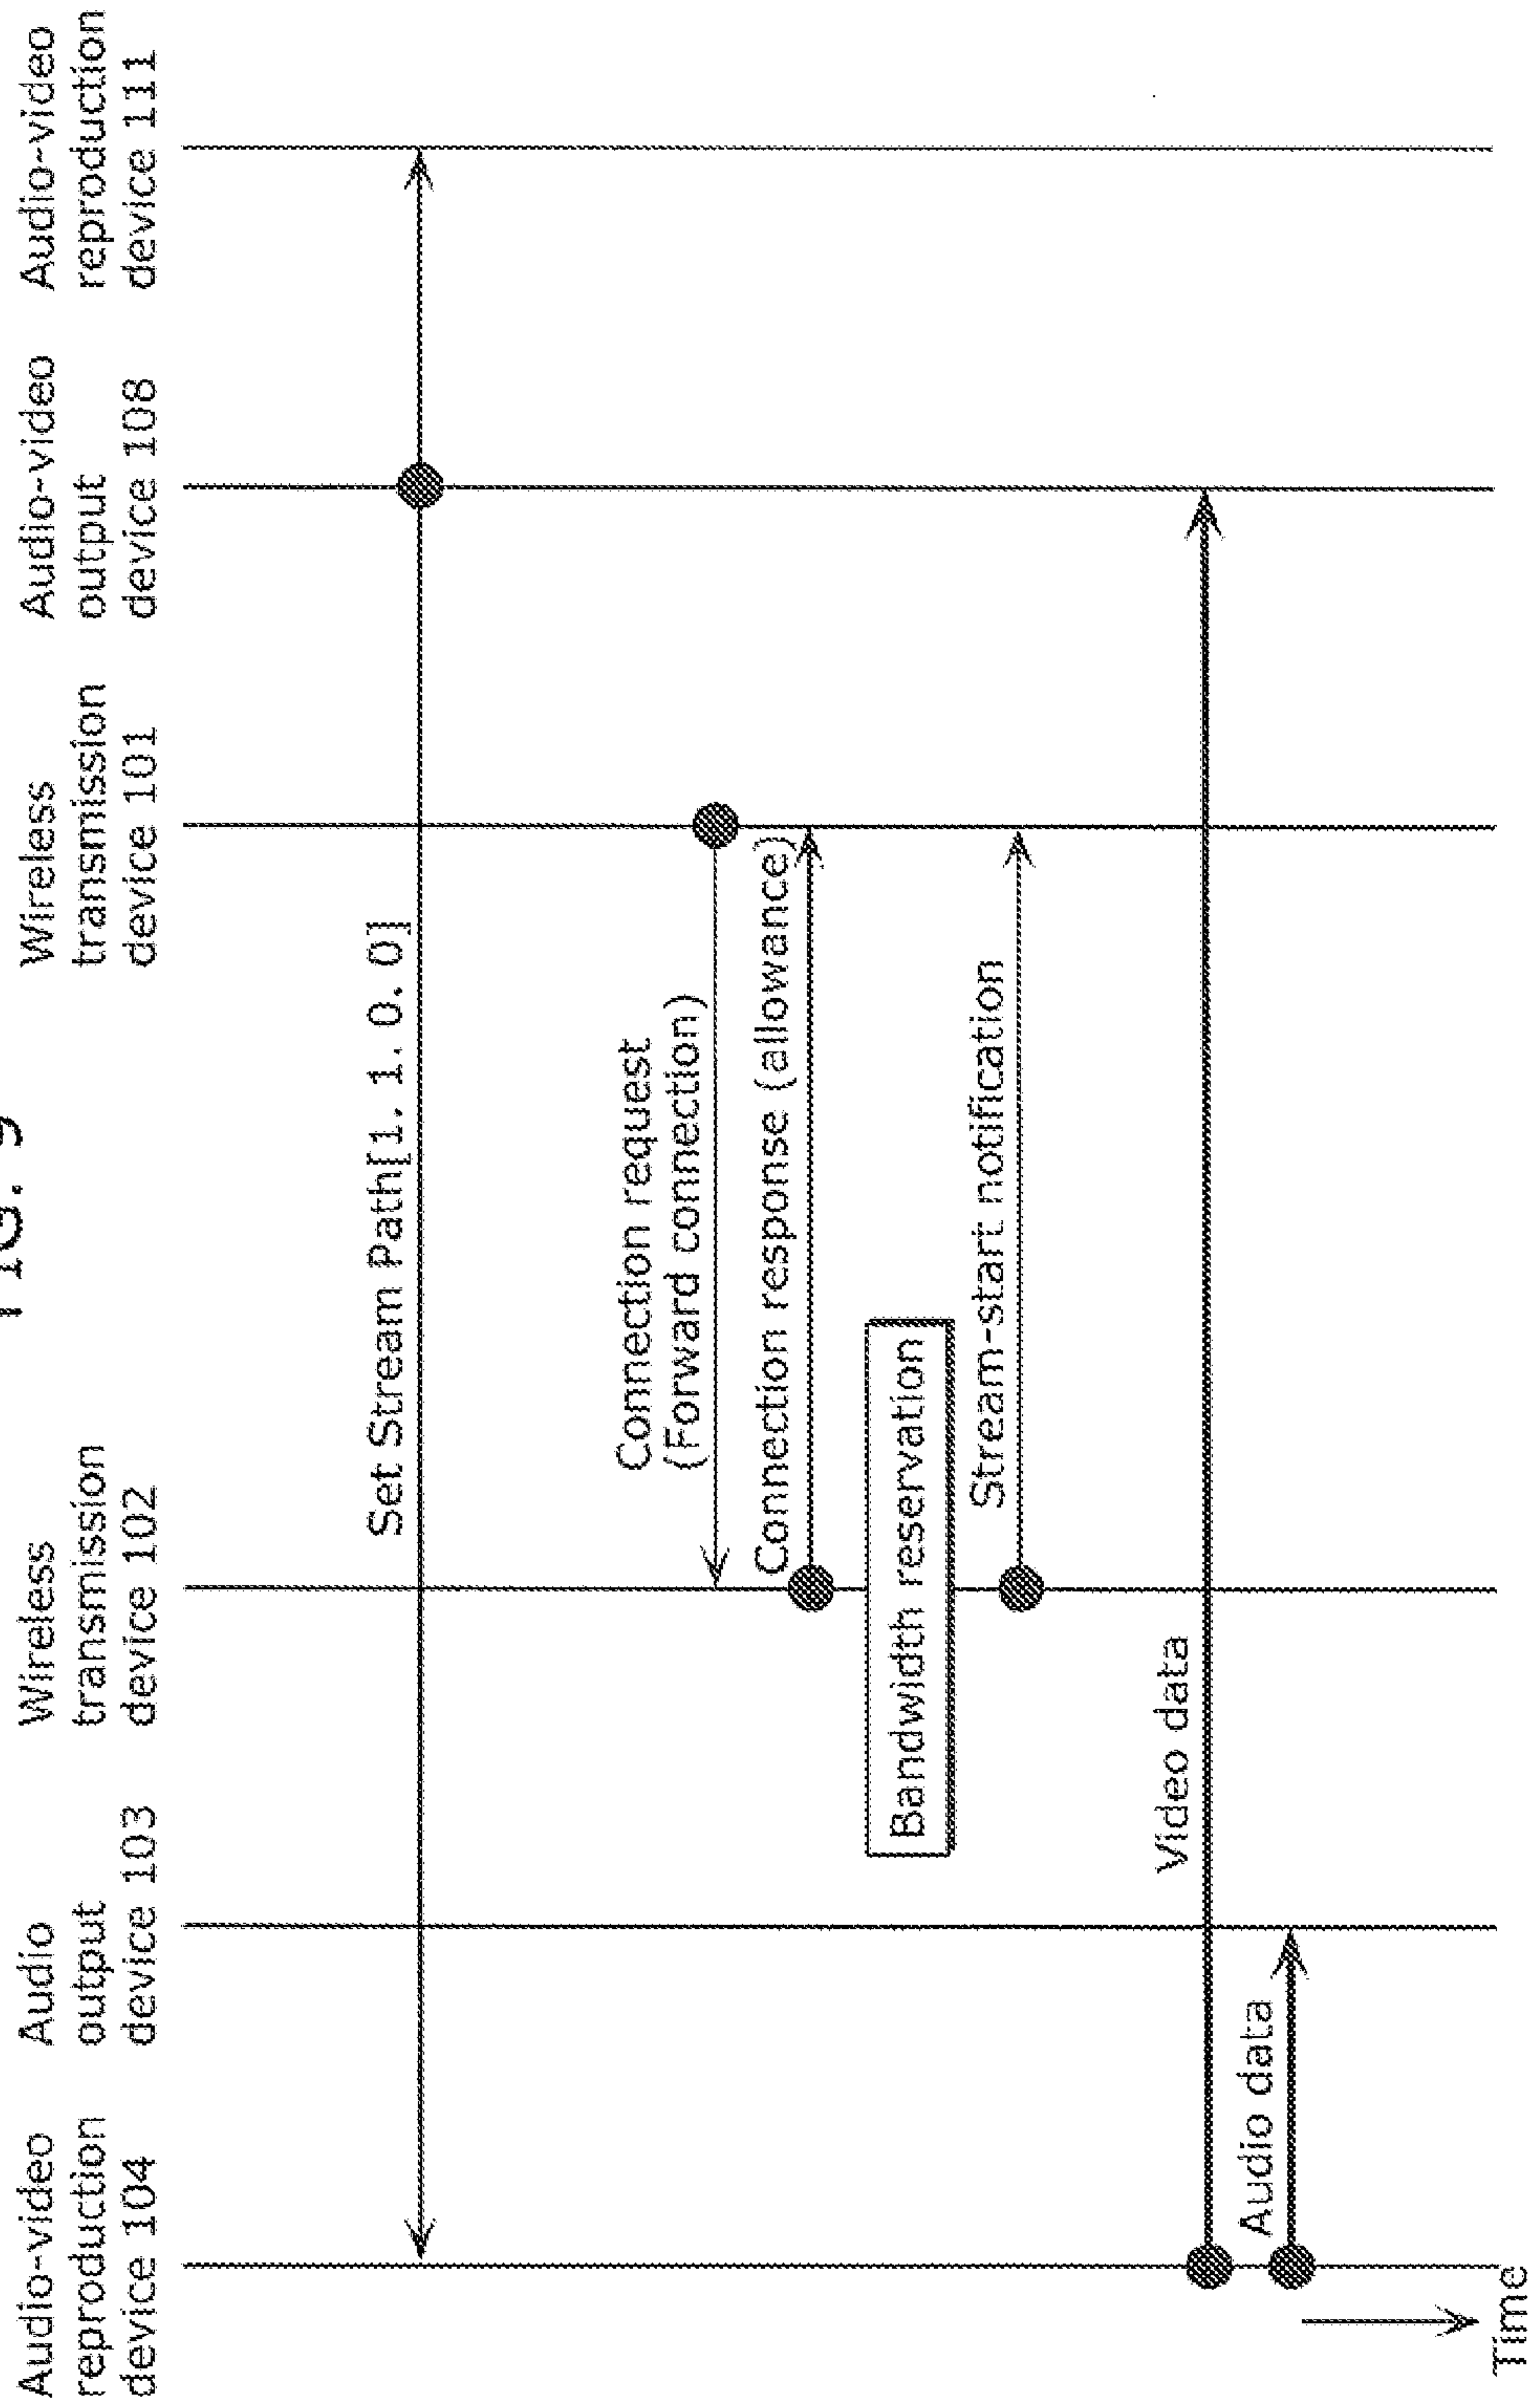 FIG. 9
Audio-video
reproduction
device 104
Audio
output
device 103
Wireless
transmission
device 102
Wireless
transmission
device 101
Audio-video
output
device 108
Audio-video
reproduction
device 111
Set Stream Path[1. 1. 0. 0]
Connection request
(Forward connection)
Connection response (allowance)
Bandwidth reservation
Stream-start notification
Video data
Audio data
Time